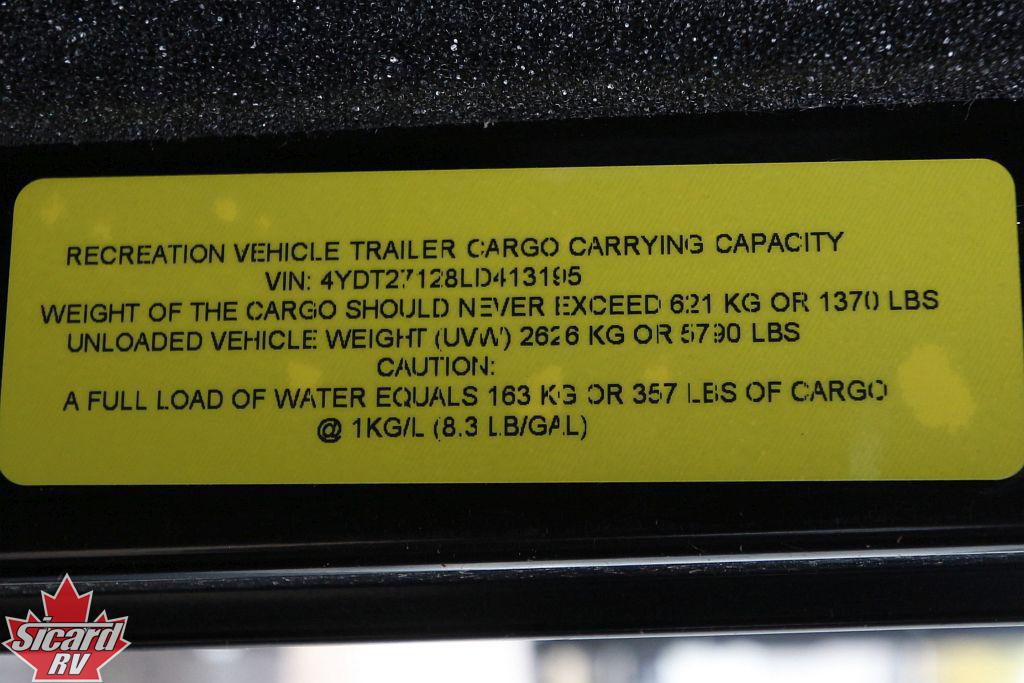 RECREATION VEHICLE TRAILER CARGO CARRYING CAPACITY
VIN: 4YDT27128LD413195
WEIGHT OF THE CARGO SHOULD NEVER EXCEED 621 KG OR 1370 LBS
UNLOADED VEHICLE WEIGHT (UVW) 2626 KG OR 5790 LBS
CAUTION:
A FULL LOAD OF WATER EQUALS 163 KG OR 357 LBS OF CARGO
@ 1KG/L (8.3 LB/GAL)
Sicard
RV